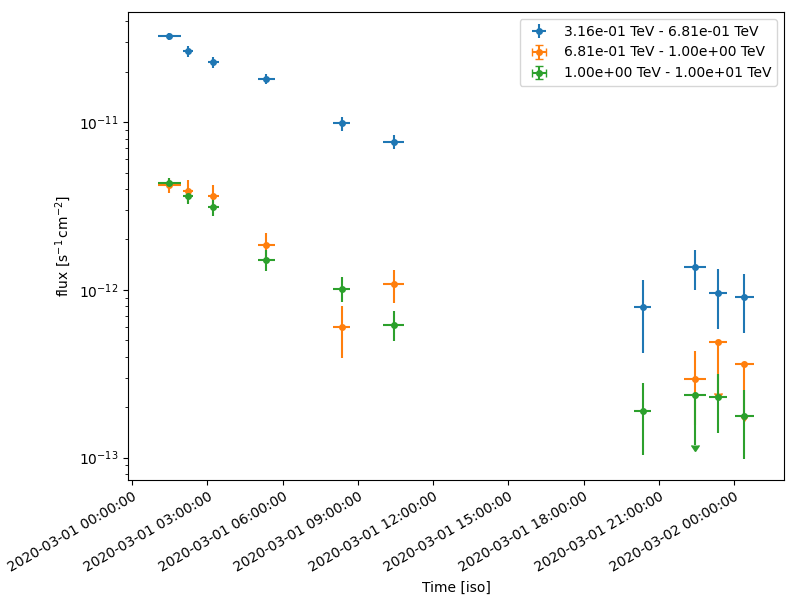 3.16e-01 TeV - 6.81e-01 TeV
6.81e-01 TeV - 1.00e+00 TeV
1.00e+00 TeV - 1.00e+01 TeV
flux [s⁻¹ cm⁻²]
10⁻¹¹
10⁻¹²
10⁻¹³
2020-03-01 00:00:00
2020-03-01 03:00:00
2020-03-01 06:00:00
2020-03-01 09:00:00
2020-03-01 12:00:00
2020-03-01 15:00:00
2020-03-01 18:00:00
2020-03-01 21:00:00
2020-03-02 00:00:00
Time [iso]